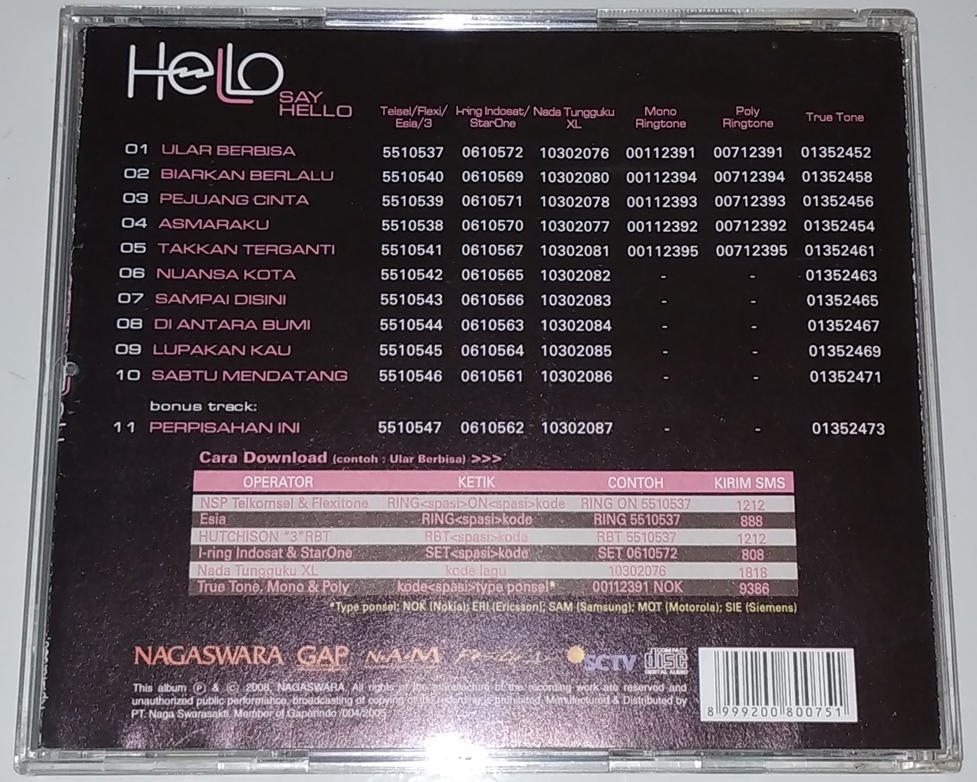 Hello
SAY
HELLO
Telsel/Flexi/ I-ring Indosat/ Nada Tungguku Mono Poly True Tone
Esia/3 StarOne XL Ringtone Ringtone
01 ULAR BERBISA 5510537 0610572 10302076 00112391 00712391 01352452
02 BIARKAN BERLALU 5510540 0610569 10302080 00112394 00712394 01352458
03 PEJUANG CINTA 5510539 0610571 10302078 00112393 00712393 01352456
04 ASMARAKU 5510538 0610570 10302077 00112392 00712392 01352454
05 TAKKAN TERGANTI 5510541 0610567 10302081 00112395 00712395 01352461
06 NUANSA KOTA 5510542 0610565 10302082 - - 01352463
07 SAMPAI DISINI 5510543 0610566 10302083 - - 01352465
08 DI ANTARA BUMI 5510544 0610563 10302084 - - 01352467
09 LUPAKAN KAU 5510545 0610564 10302085 - - 01352469
10 SABTU MENDATANG 5510546 0610561 10302086 - - 01352471
bonus track:
11 PERPISAHAN INI 5510547 0610562 10302087 - - 01352473
Cara Download (contoh : Ular Berbisa) >>>
OPERATOR KETIK CONTOH KIRIM SMS
NSP Telkomsel & Flexitone RING<spasi>ON<spasi>kode RING ON 5510537 1212
Esia RING<spasi>kode RING 5510537 888
HUTCHISON "3"RBT RBT<spasi>kode RBT 5510537 1212
I-ring Indosat & StarOne SET<spasi>kode SET 0610572 808
Nada Tungguku XL kode lagu 10302076 1818
True Tone, Mono & Poly kode<spasi>type ponsel* 00112391 NOK 9386
*Type ponsel; NOK (Nokia); ERI (Ericsson); SAM (Samsung); MOT (Motorola); SIE (Siemens)
NAGASWARA GAP N.A.M SCTV COMPACT disc DIGITAL AUDIO
This album ℗ & © 2008, NAGASWARA. All rights of the manufacture of the recording work are reserved and
unauthorized public performance, broadcasting of copying of the recording is prohibited. Manufactured & Distributed by
PT. Naga Swarasakti. Member of Gaperindo /004/2005
8 999200 800751